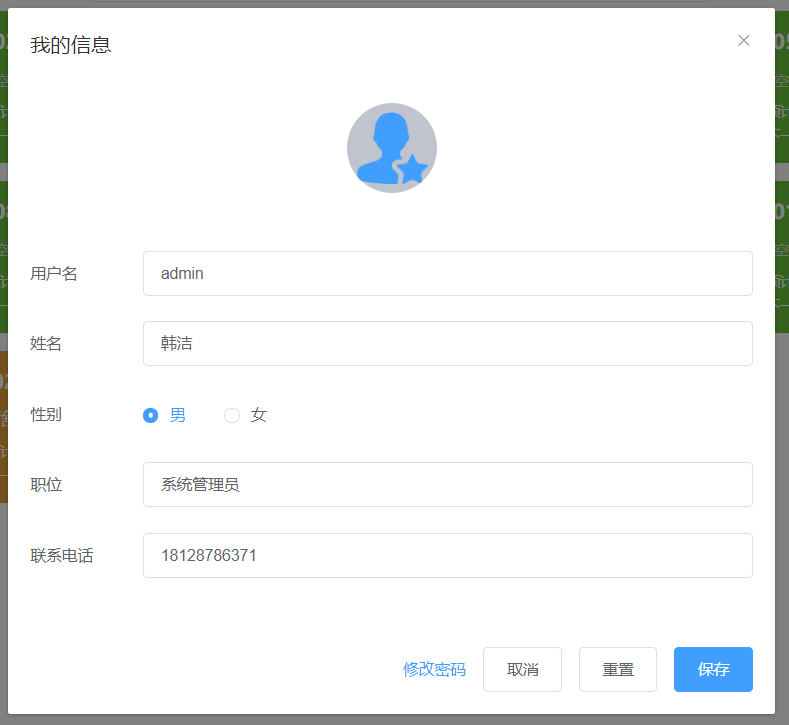 我的信息
用户名
admin
姓名
韩洁
性别
男 女
职位
系统管理员
联系电话
18128786371
修改密码 取消 重置 保存